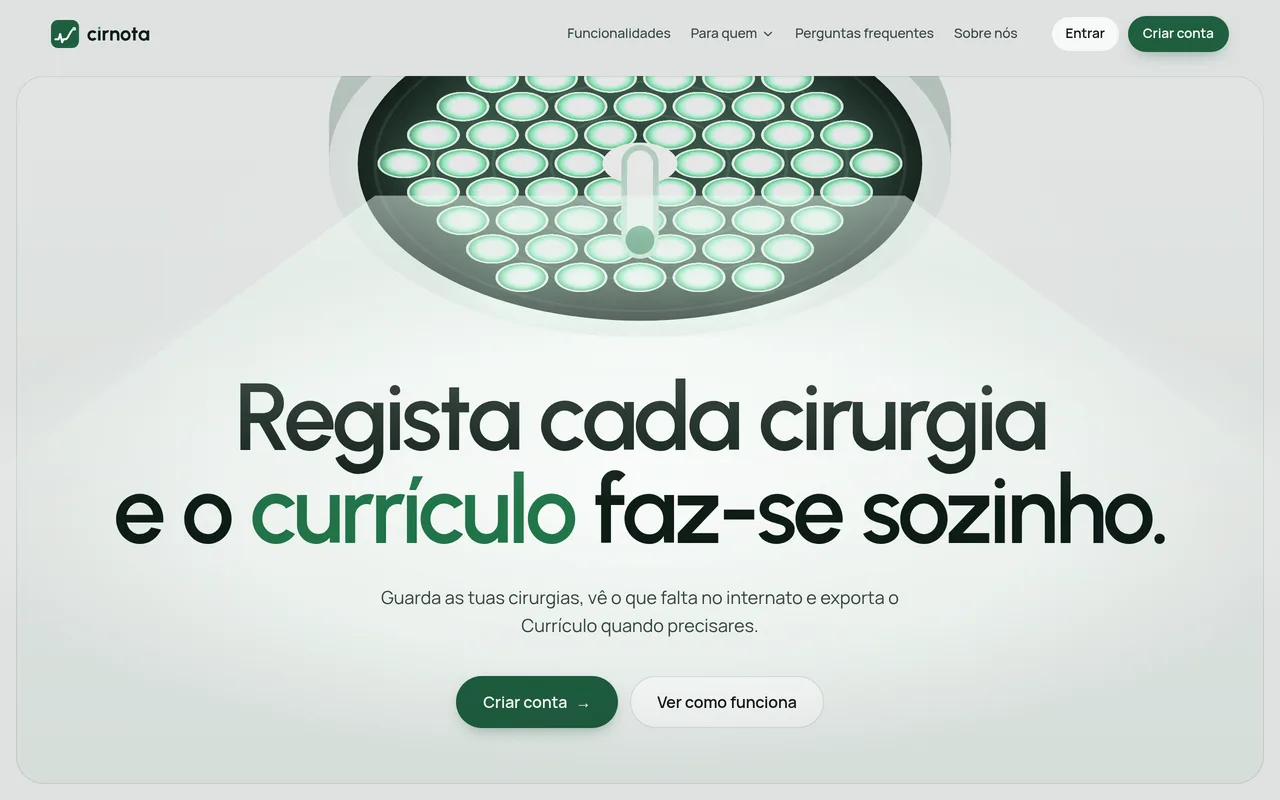 cirnota
Funcionalidades
Para quem
Perguntas frequentes
Sobre nós
Entrar
Criar conta
Regista cada cirurgia
e o currículo faz-se sozinho.
Guarda as tuas cirurgias, vê o que falta no internato e exporta o
Currículo quando precisares.
Criar conta →
Ver como funciona